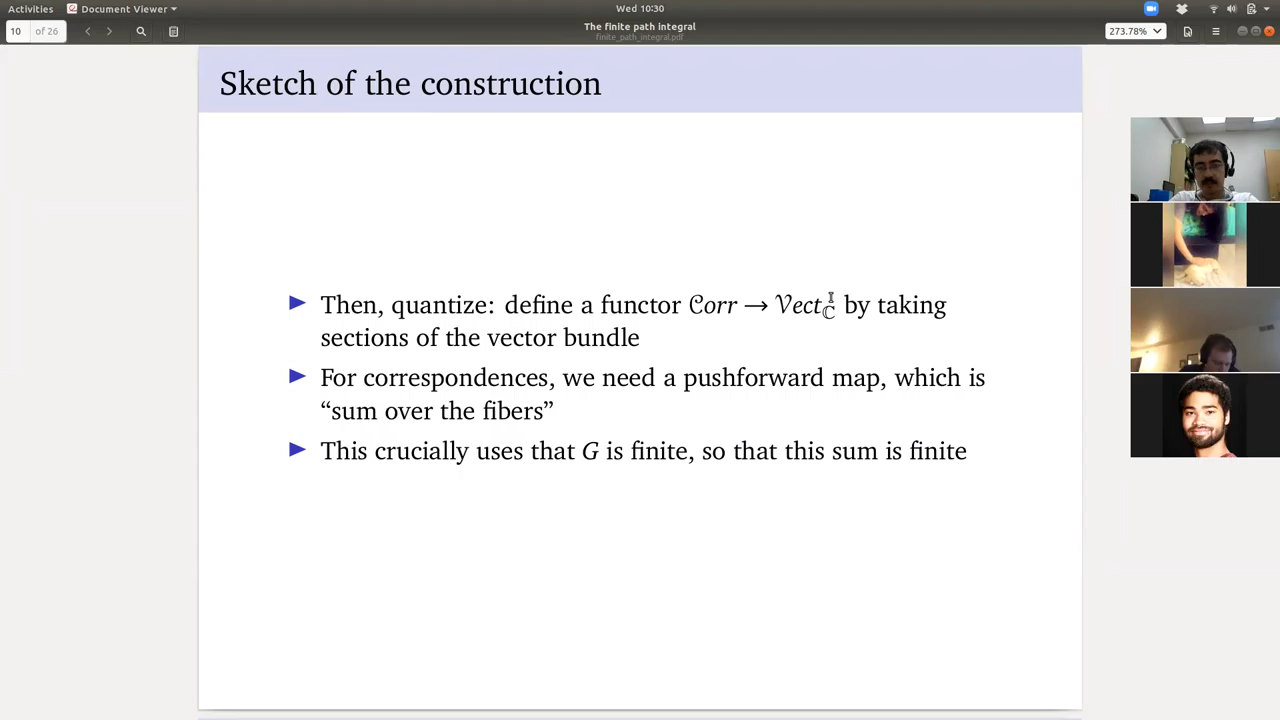 Activities
Document Viewer
Wed 10:30
10
of 26
The finite path integral
finite_path_integral.pdf
273.78%
Sketch of the construction
Then, quantize: define a functor 𝒞orr → 𝒱ect_ℂ by taking
sections of the vector bundle
For correspondences, we need a pushforward map, which is
“sum over the fibers”
This crucially uses that G is finite, so that this sum is finite